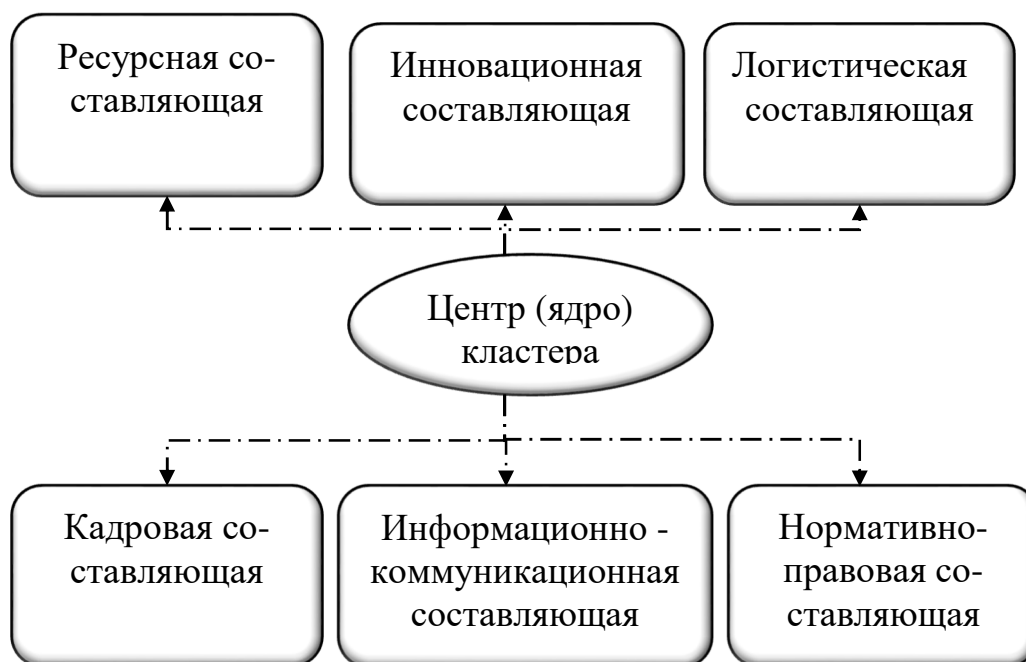 Ресурсная со-
ставляющая
Инновационная
составляющая
Логистическая
составляющая
Центр (ядро)
кластера
Кадровая со-
ставляющая
Информационно -
коммуникационная
составляющая
Нормативно-
правовая со-
ставляющая